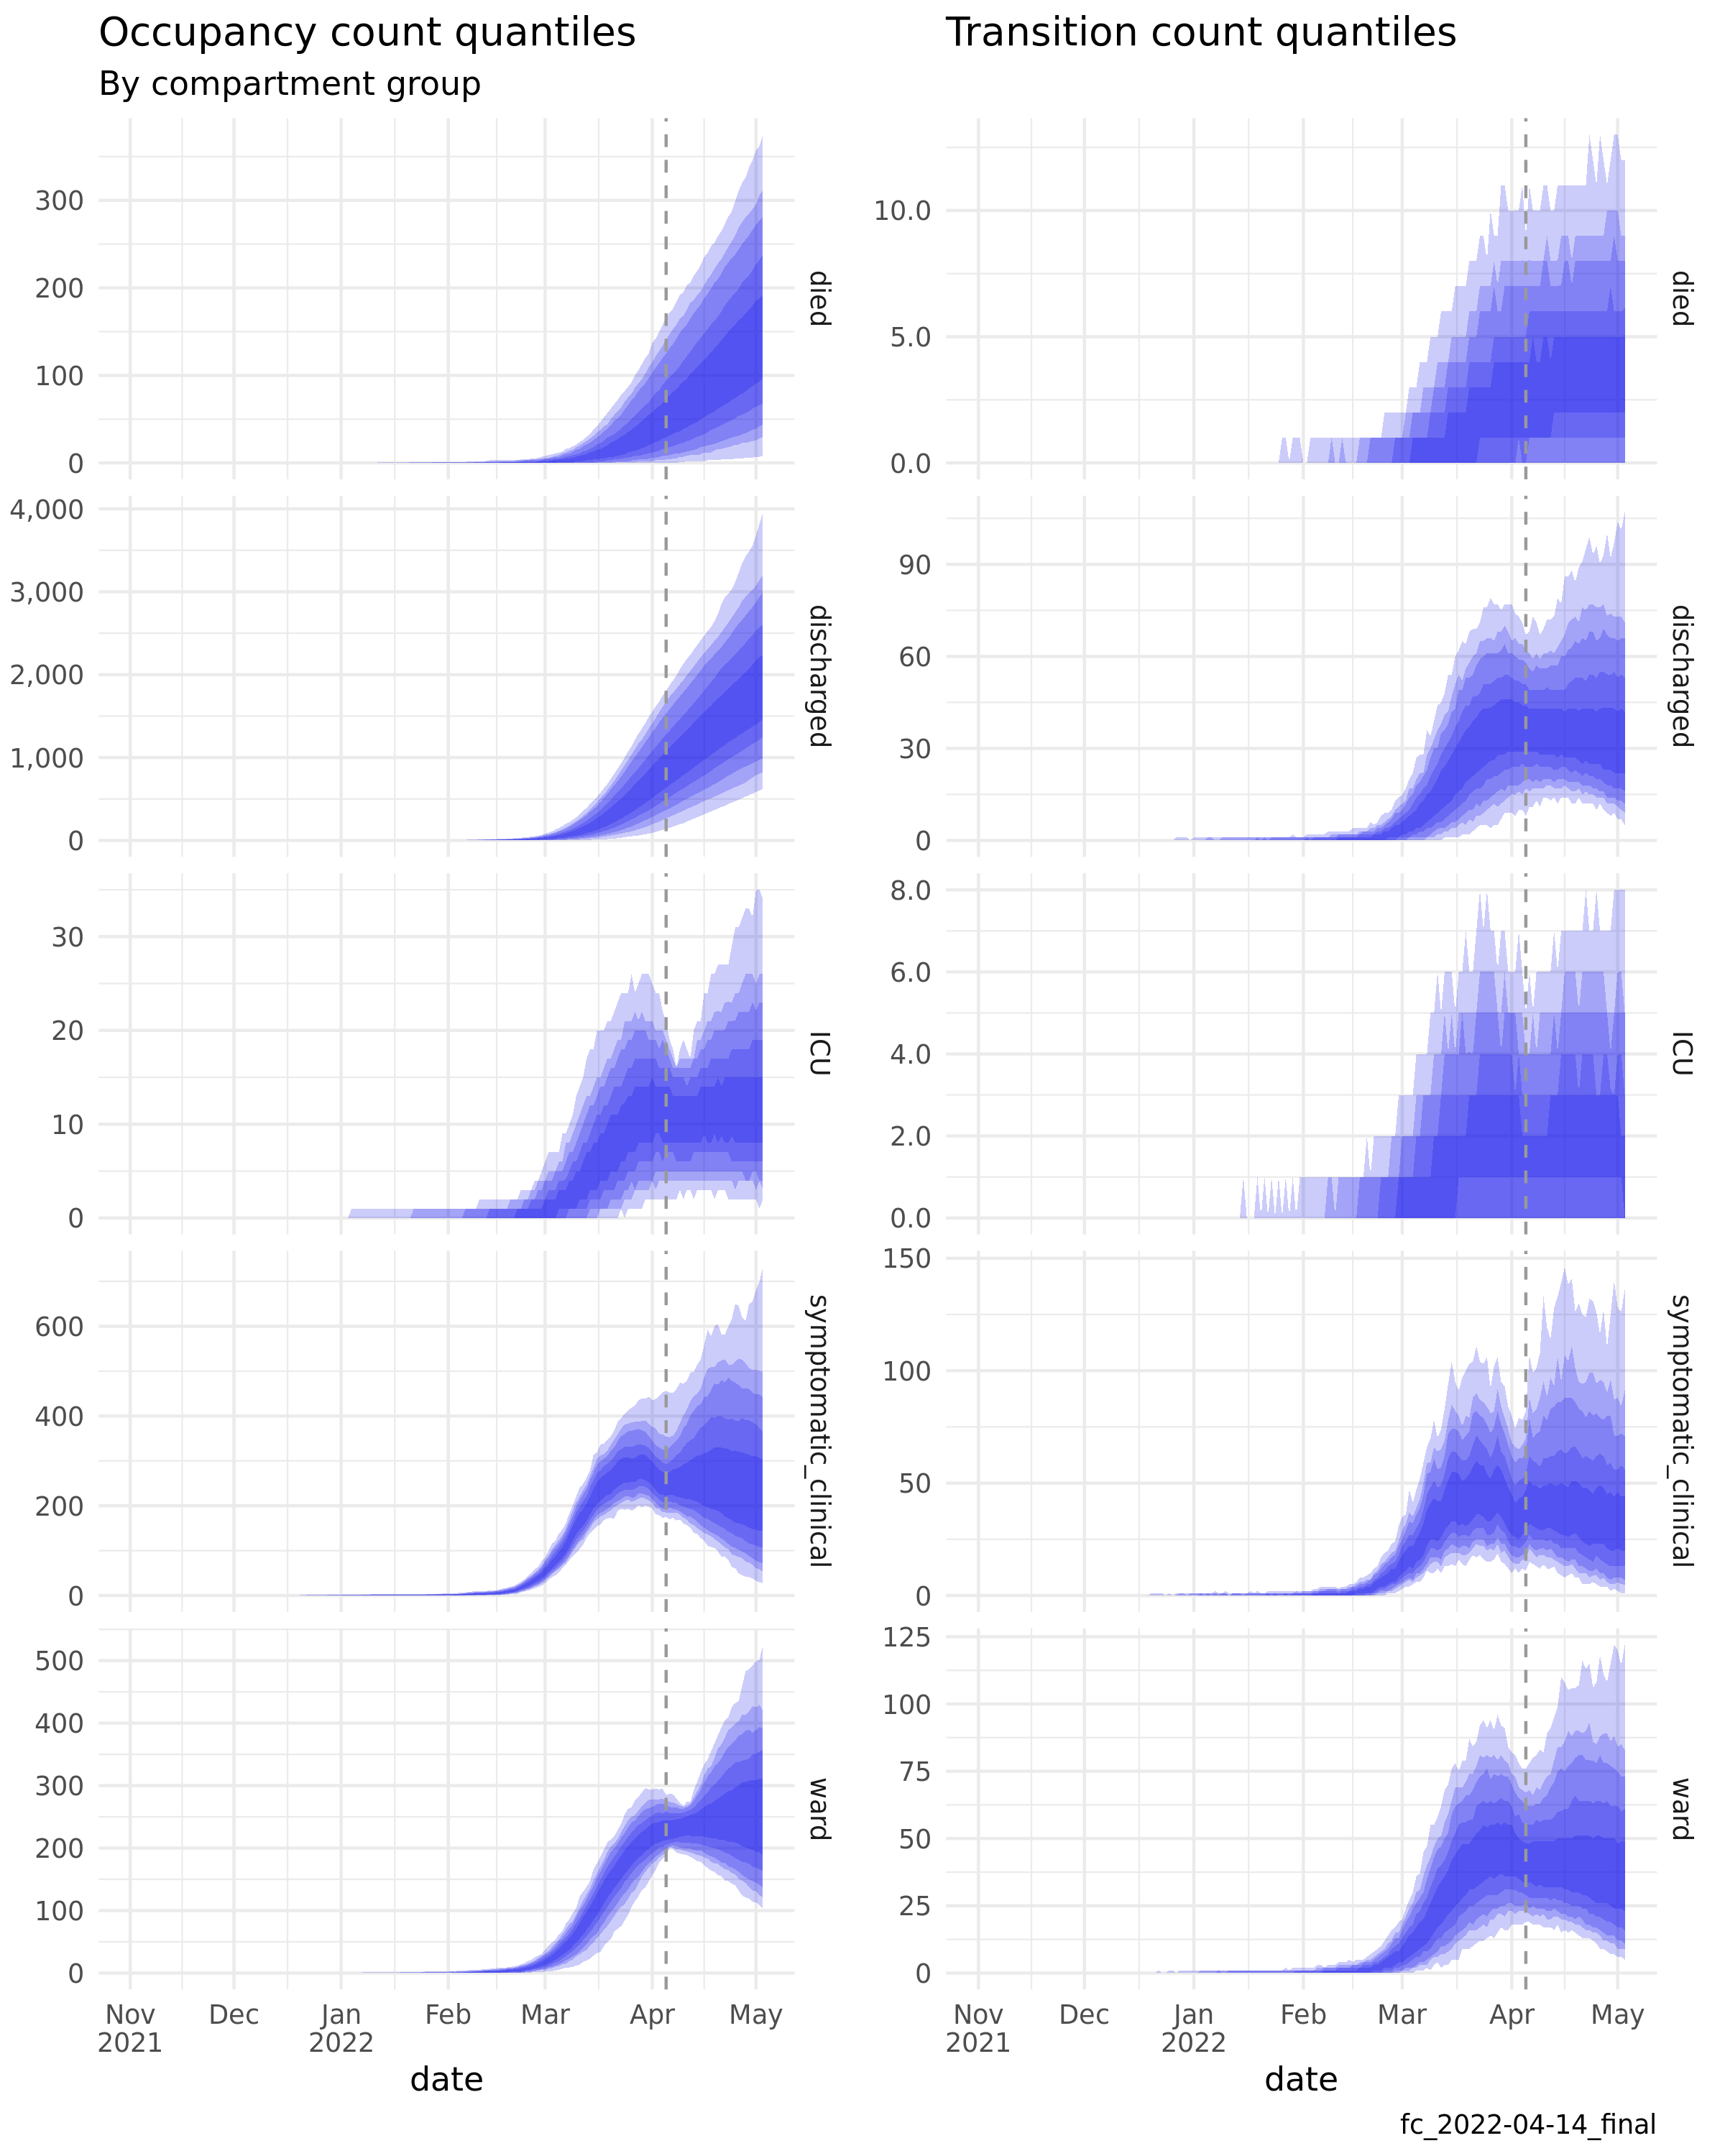 Occupancy count quantiles
By compartment group
300
200
100
0
died
4,000
3,000
2,000
1,000
0
discharged
30
20
10
0
ICU
600
400
200
0
symptomatic_clinical
500
400
300
200
100
0
ward
Nov Dec Jan Feb Mar Apr May
2021 2022
date
Transition count quantiles
10.0
5.0
0.0
died
90
60
30
0
discharged
8.0
6.0
4.0
2.0
0.0
ICU
150
100
50
0
symptomatic_clinical
125
100
75
50
25
0
ward
Nov Dec Jan Feb Mar Apr May
2021 2022
date
fc_2022-04-14_final